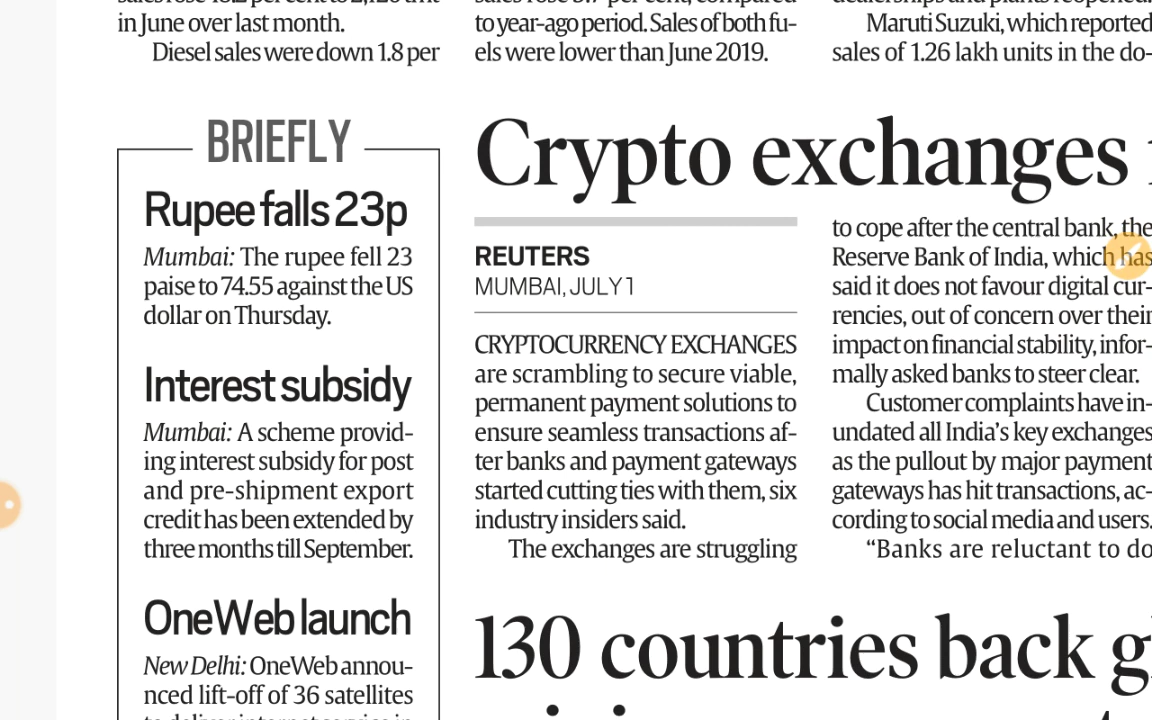 in June over last month.
Diesel sales were down 1.8 per
to year-ago period. Sales of both fu-
els were lower than June 2019.
Maruti Suzuki, which reported
sales of 1.26 lakh units in the do-
BRIEFLY
Rupee falls 23p
Mumbai: The rupee fell 23
paise to 74.55 against the US
dollar on Thursday.
Interest subsidy
Mumbai: A scheme provid-
ing interest subsidy for post
and pre-shipment export
credit has been extended by
three months till September.
OneWeb launch
New Delhi: OneWeb annou-
nced lift-off of 36 satellites
to deliver internet service in
Crypto exchanges
REUTERS
MUMBAI, JULY 1
CRYPTOCURRENCY EXCHANGES
are scrambling to secure viable,
permanent payment solutions to
ensure seamless transactions af-
ter banks and payment gateways
started cutting ties with them, six
industry insiders said.
The exchanges are struggling
to cope after the central bank, the
Reserve Bank of India, which has
said it does not favour digital cur-
rencies, out of concern over their
impact on financial stability, infor-
mally asked banks to steer clear.
Customer complaints have in-
undated all India's key exchanges
as the pullout by major payment
gateways has hit transactions, ac-
cording to social media and users.
“Banks are reluctant to do
130 countries back